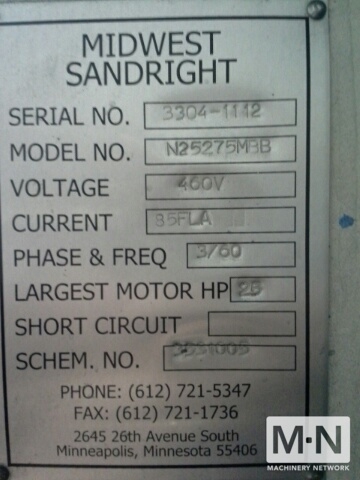 MIDWEST
SANDRIGHT
SERIAL NO. 3304-1112
MODEL NO. N25275MBB
VOLTAGE 460V
CURRENT 85FLA
PHASE & FREQ 3/60
LARGEST MOTOR HP
SHORT CIRCUIT
SCHEM. NO.
PHONE: (612) 721-5347
FAX: (612) 721-1736
2645 26th Avenue South
Minneapolis, Minnesota 55406
M·N
MACHINERY NETWORK